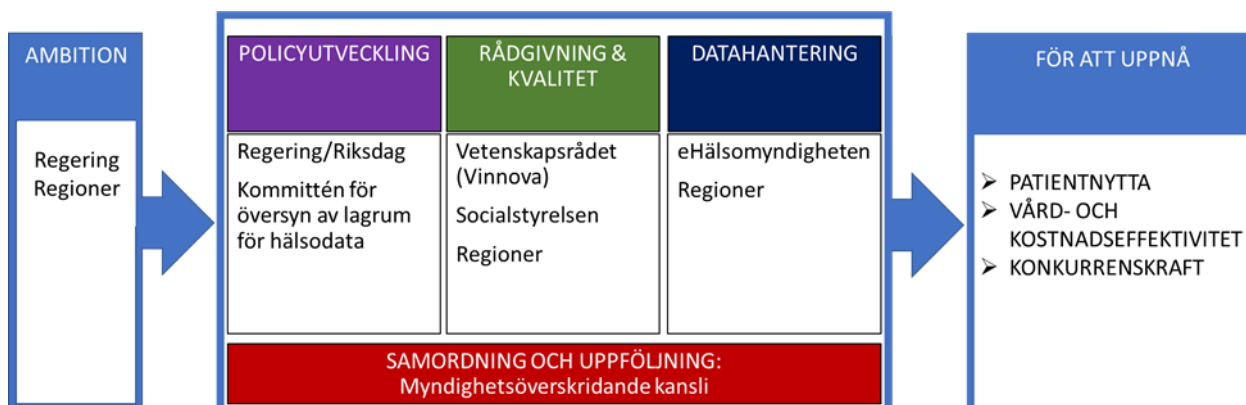 AMBITION
Regering
Regioner
POLICYUTVECKLING
Regering/Riksdag
Kommittén för
översyn av lagrum
för hälsodata
RÅDGIVNING &
KVALITET
Vetenskapsrådet
(Vinnova)
Socialstyrelsen
Regioner
DATAHANTERING
eHälsomyndigheten
Regioner
SAMORDNING OCH UPPFÖLJNING:
Myndighetsöverskridande kansli
FÖR ATT UPPNÅ
➢ PATIENTNYTTA
➢ VÅRD- OCH
KOSTNADSEFFEKTIVITET
➢ KONKURRENSKRAFT